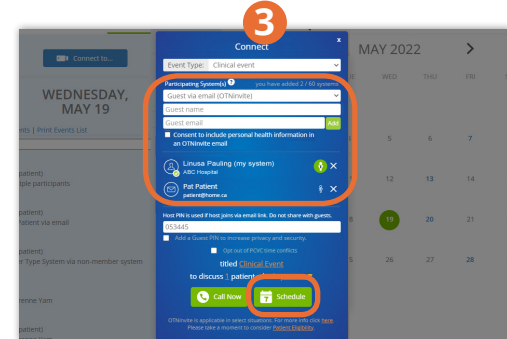 3
Connect
x
Connect to...
MAY 2022
>
Event Type: Clinical event
Participating System(s) ? you have added 2 / 60 systems
WED THU FRI
Guest via email (OTNinvite)
WEDNESDAY,
MAY 19
Guest name
Guest email Add
Print Events List
Consent to include personal health information in
an OTNinvite email
5 6 7
Linusa Pauling (my system)
ABC Hospital
patient)
ple participants
12 13 14
Pat Patient
patient@home.ca
patient)
Patient via email
Host PIN is used if host joins via email link. Do not share with guests.
053445
19 20 21
Add a Guest PIN to increase privacy and security.
patient)
Type System via non-member system
Opt out of PCVC time conflicts
titled Clinical Event
26 27 28
to discuss 1 patient
Call Now
7 Schedule
OTNinvite is applicable in select situations. For more info click here.
Please take a moment to consider Patient Eligibility.
patient)